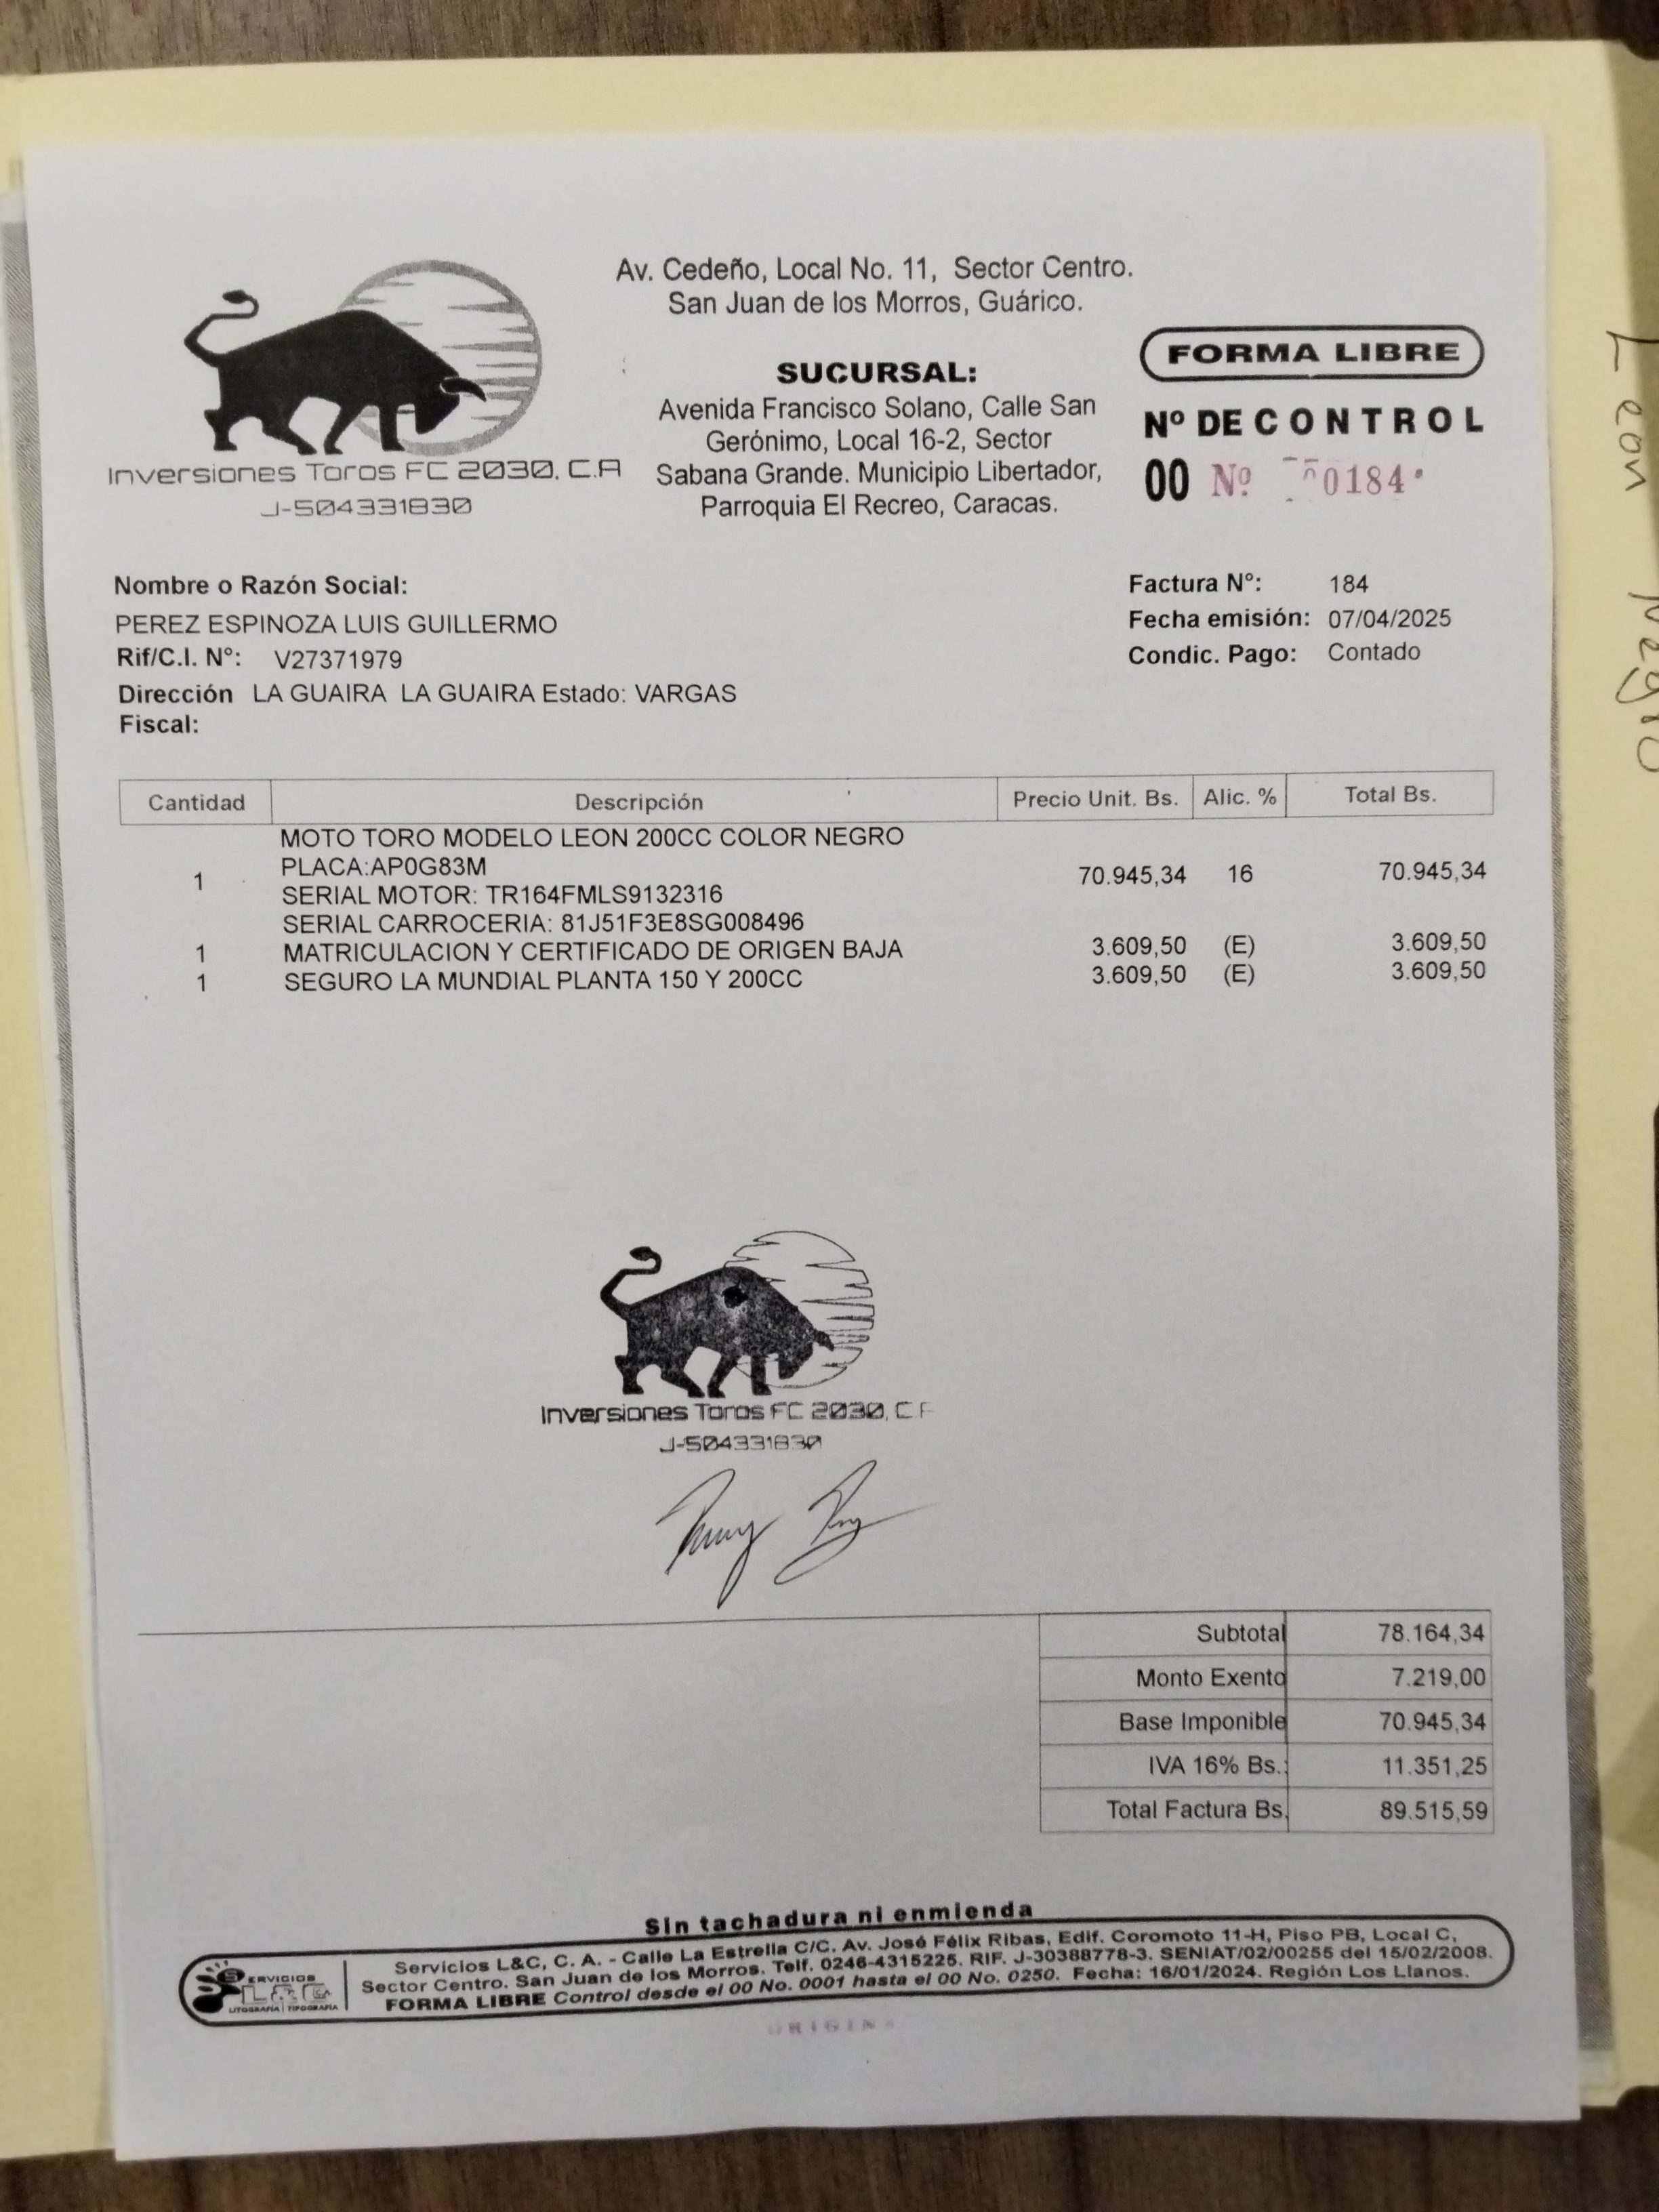 Av. Cedeño, Local No. 11, Sector Centro.
San Juan de los Morros, Guárico.
SUCURSAL:
Avenida Francisco Solano, Calle San
Gerónimo, Local 16-2, Sector
Sabana Grande. Municipio Libertador,
Parroquia El Recreo, Caracas.
Inversiones Toros FC 2030, C.A
J-504331830
FORMA LIBRE
Nº DE CONTROL
00 Nº 0184
Nombre o Razón Social:
PEREZ ESPINOZA LUIS GUILLERMO
Rif/C.I. Nº: V27371979
Dirección LA GUAIRA LA GUAIRA Estado: VARGAS
Fiscal:
Factura Nº: 184
Fecha emisión: 07/04/2025
Condic. Pago: Contado
Cantidad Descripción Precio Unit. Bs. Alic. % Total Bs.
MOTO TORO MODELO LEON 200CC COLOR NEGRO
PLACA:AP0G83M
1 70.945,34 16 70.945,34
SERIAL MOTOR: TR164FMLS9132316
SERIAL CARROCERIA: 81J51F3E8SG008496
1 MATRICULACION Y CERTIFICADO DE ORIGEN BAJA 3.609,50 (E) 3.609,50
1 SEGURO LA MUNDIAL PLANTA 150 Y 200CC 3.609,50 (E) 3.609,50
Inversiones Toros FC 2030, C
J-504331830
Subtotal 78.164,34
Monto Exento 7.219,00
Base Imponible 70.945,34
IVA 16% Bs.: 11.351,25
Total Factura Bs. 89.515,59
Sin tachadura ni enmienda
SERVICIOS
L&C CA
LITOGRAFIA TIPOGRAFIA
Servicios L&C, C. A. - Calle La Estrella C/C. Av. José Félix Ribas, Edif. Coromoto 11-H, Piso PB, Local C,
Sector Centro. San Juan de los Morros. Telf. 0246-4315225. RIF. J-30388778-3. SENIAT/02/00255 del 15/02/2008.
FORMA LIBRE Control desde el 00 No. 0001 hasta el 00 No. 0250. Fecha: 16/01/2024. Región Los Llanos.
Leon Negro